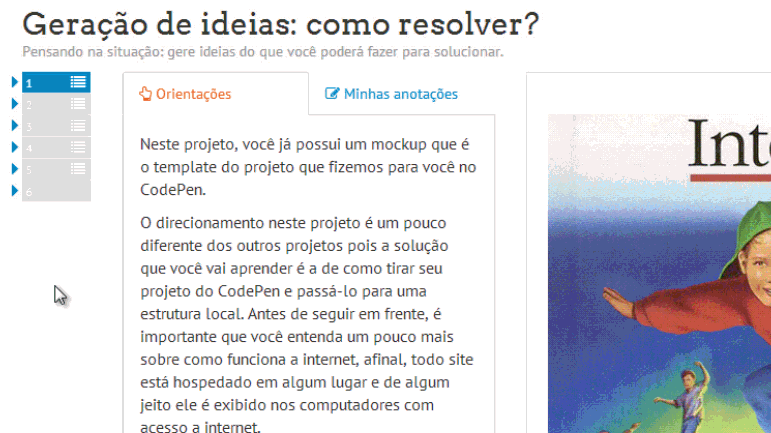 Geração de ideias: como resolver?
Pensando na situação: gere ideias do que você poderá fazer para solucionar.
1
2
3
4
5
6
Orientações
Minhas anotações
Neste projeto, você já possui um mockup que é
o template do projeto que fizemos para você no
CodePen.
O direcionamento neste projeto é um pouco
diferente dos outros projetos pois a solução
que você vai aprender é a de como tirar seu
projeto do CodePen e passá-lo para uma
estrutura local. Antes de seguir em frente, é
importante que você entenda um pouco mais
sobre como funciona a internet, afinal, todo site
está hospedado em algum lugar e de algum
jeito ele é exibido nos computadores com
acesso a internet.